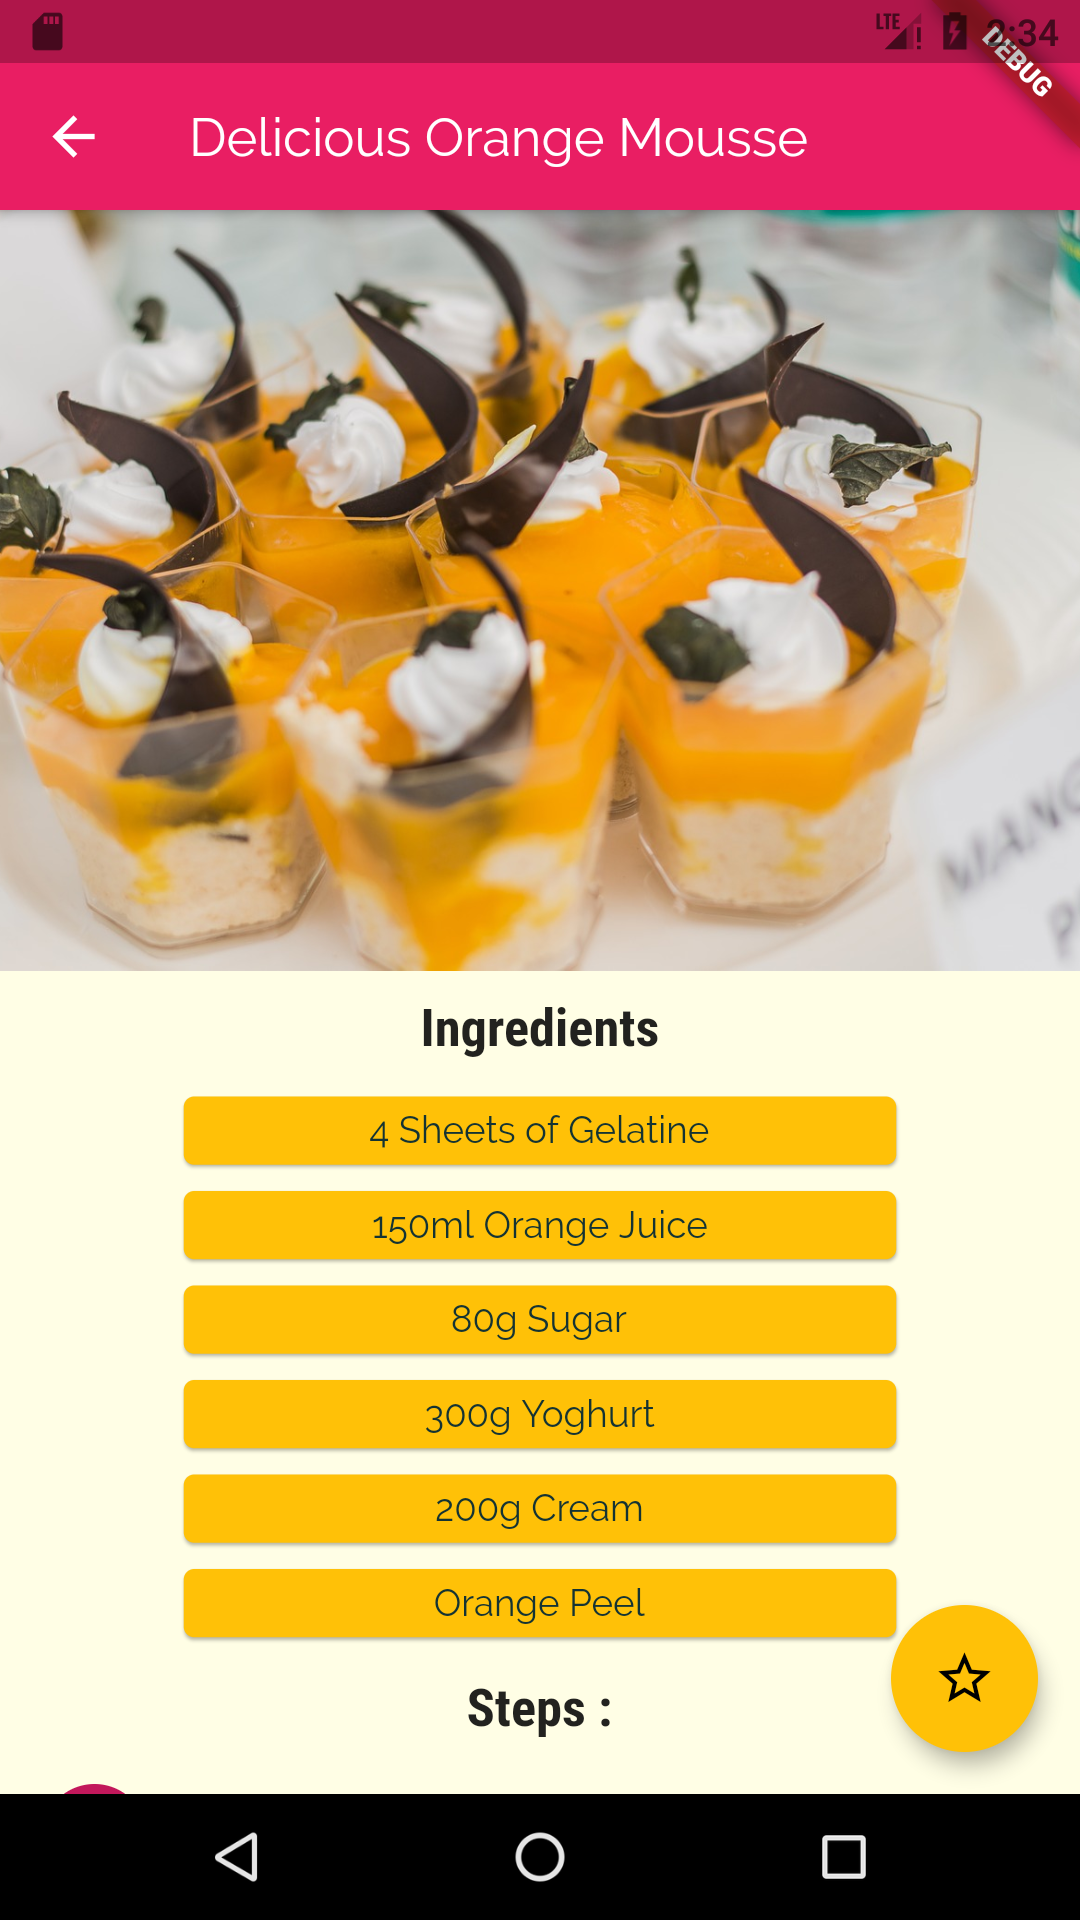 LTE 2:34
DEBUG
Delicious Orange Mousse
MANG
Ingredients
4 Sheets of Gelatine
150ml Orange Juice
80g Sugar
300g Yoghurt
200g Cream
Orange Peel
Steps :